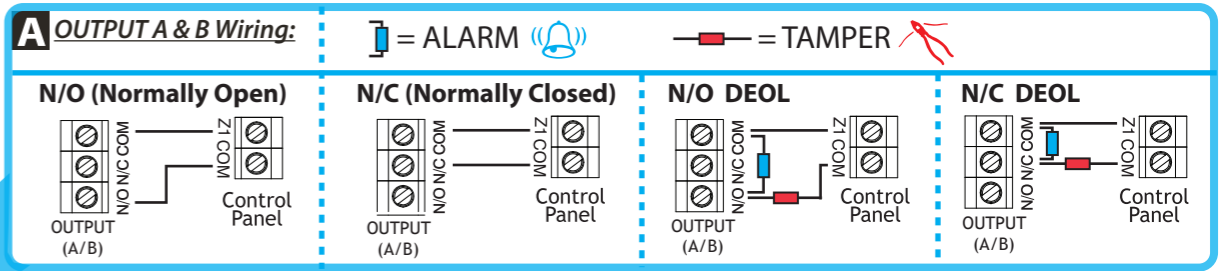 A OUTPUT A & B Wiring:
= ALARM
= TAMPER
N/O (Normally Open)
N/O N/C COM
Z1 COM
OUTPUT
(A/B)
Control
Panel
N/C (Normally Closed)
N/O N/C COM
Z1 COM
OUTPUT
(A/B)
Control
Panel
N/O DEOL
N/O N/C COM
Z1 COM
OUTPUT
(A/B)
Control
Panel
N/C DEOL
N/O N/C COM
Z1 COM
OUTPUT
(A/B)
Control
Panel